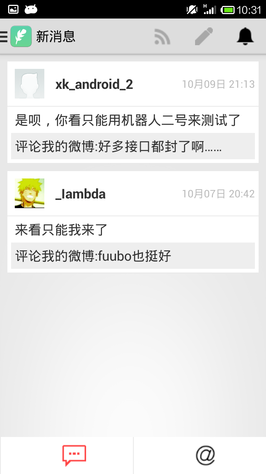 10:31
新消息
xk_android_2
10月09日 21:13
是呗，你看只能用机器人二号来测试了
评论我的微博:好多接口都封了啊......
_lambda
10月07日 20:42
来看只能我来了
评论我的微博:fuubo也挺好
@